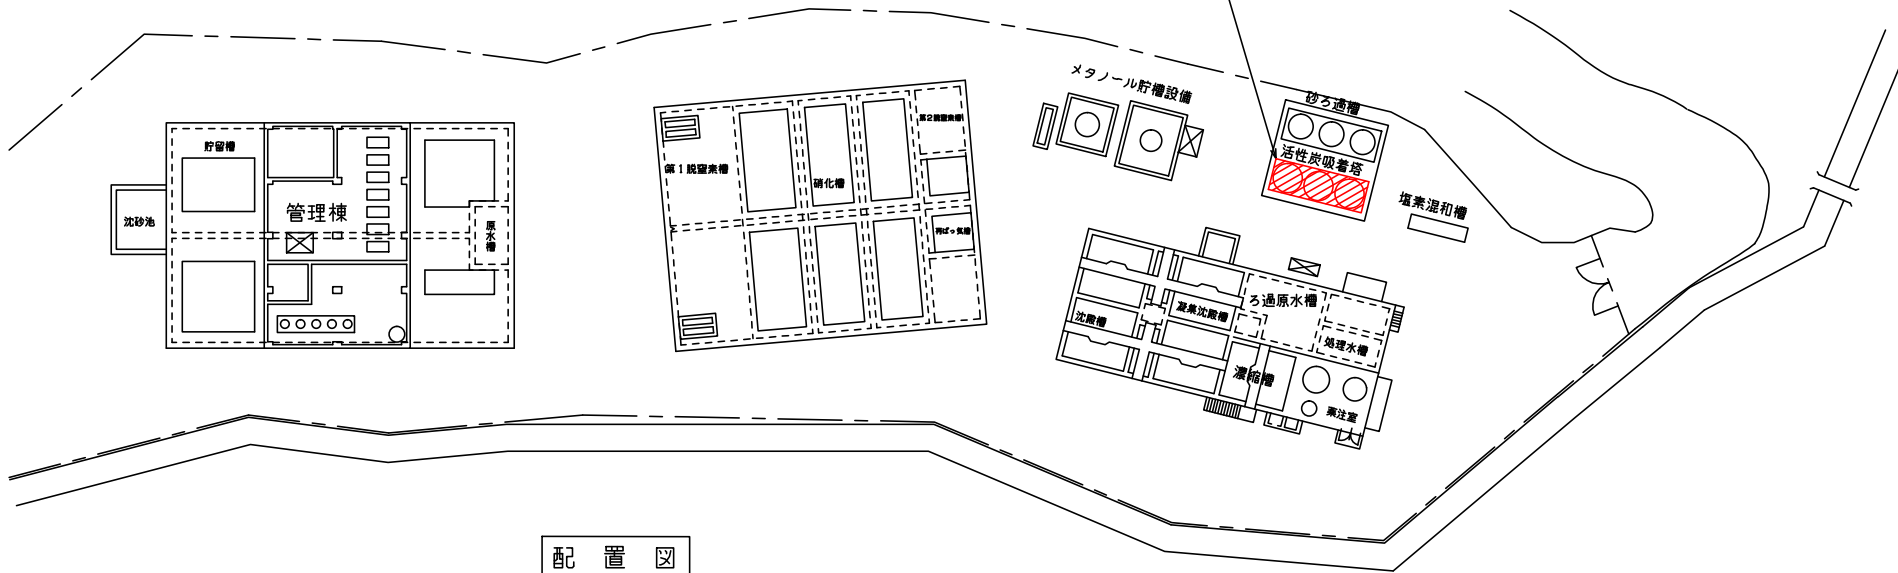 メタノール貯槽設備
砂ろ過槽
活性炭吸着塔
塩素混和槽
貯留槽
管理棟
沈砂池
原水槽
第1脱窒素槽
硝化槽
第2脱窒素槽
再ばっ気槽
ろ過原水槽
凝集沈殿槽
沈殿槽
処理水槽
濃縮槽
薬注室
配置図